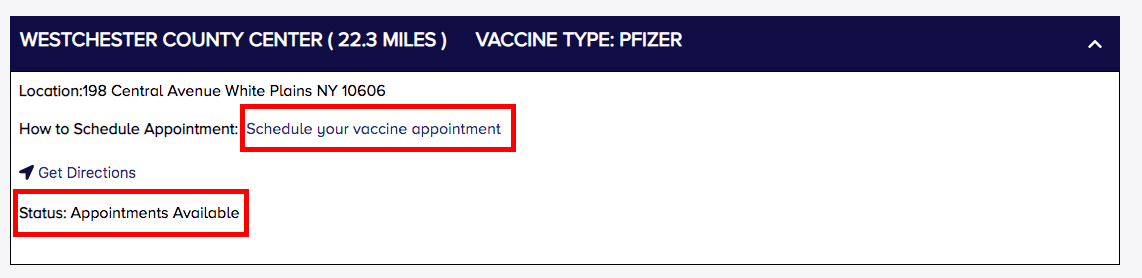 WESTCHESTER COUNTY CENTER ( 22.3 MILES ) VACCINE TYPE: PFIZER
Location:198 Central Avenue White Plains NY 10606
How to Schedule Appointment: Schedule your vaccine appointment
Get Directions
Status: Appointments Available